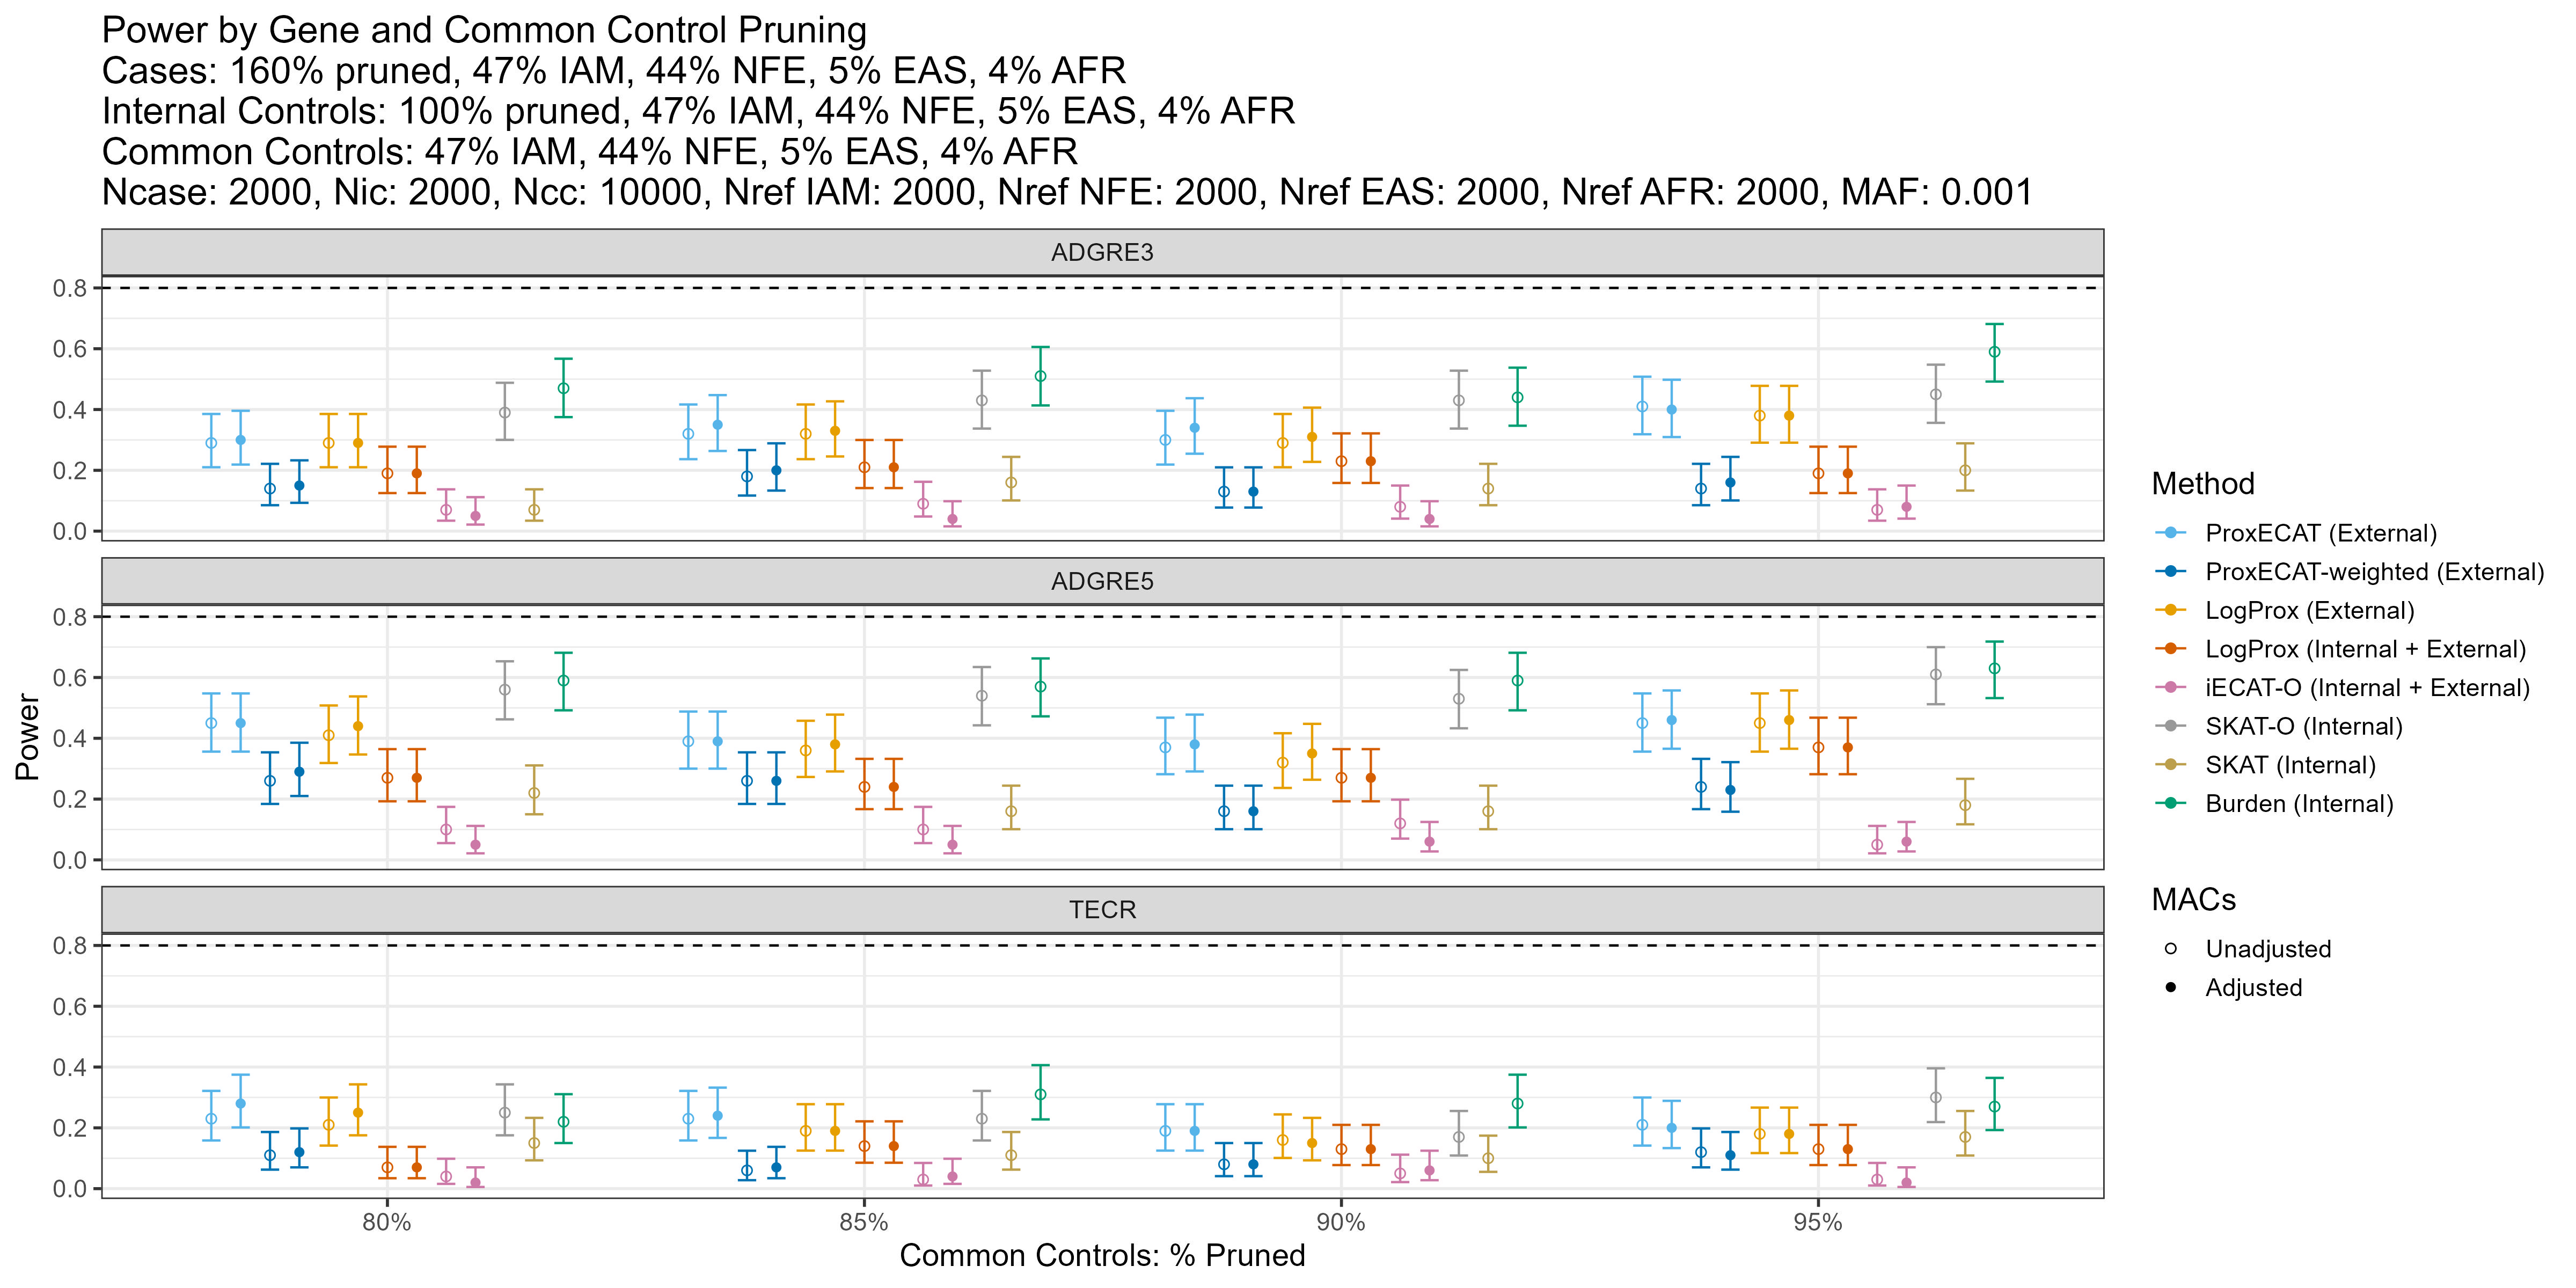 Power by Gene and Common Control Pruning
Cases: 160% pruned, 47% IAM, 44% NFE, 5% EAS, 4% AFR
Internal Controls: 100% pruned, 47% IAM, 44% NFE, 5% EAS, 4% AFR
Common Controls: 47% IAM, 44% NFE, 5% EAS, 4% AFR
Ncase: 2000, Nic: 2000, Ncc: 10000, Nref IAM: 2000, Nref NFE: 2000, Nref EAS: 2000, Nref AFR: 2000, MAF: 0.001
ADGRE3
0.8
0.6
0.4
0.2
0.0
ADGRE5
0.8
0.6
0.4
0.2
0.0
TECR
0.8
0.6
0.4
0.2
0.0
Power
80% 85% 90% 95%
Common Controls: % Pruned
Method
ProxECAT (External)
ProxECAT-weighted (External)
LogProx (External)
LogProx (Internal + External)
iECAT-O (Internal + External)
SKAT-O (Internal)
SKAT (Internal)
Burden (Internal)
MACs
Unadjusted
Adjusted